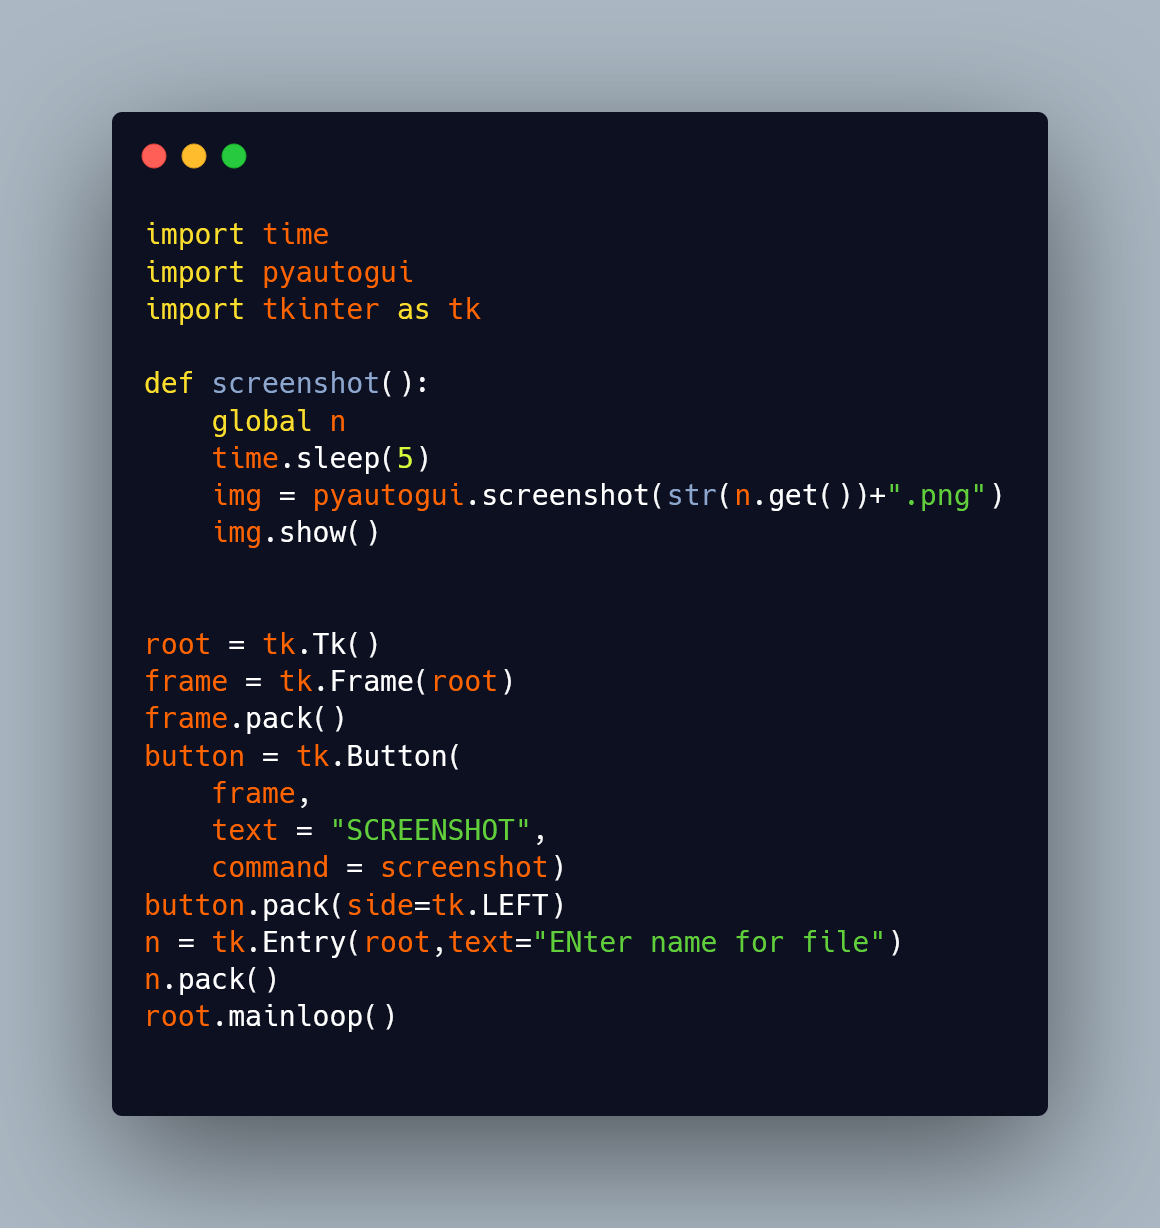 import time
import pyautogui
import tkinter as tk

def screenshot():
    global n
    time.sleep(5)
    img = pyautogui.screenshot(str(n.get())+".png")
    img.show()


root = tk.Tk()
frame = tk.Frame(root)
frame.pack()
button = tk.Button(
    frame,
    text = "SCREENSHOT",
    command = screenshot)
button.pack(side=tk.LEFT)
n = tk.Entry(root,text="ENter name for file")
n.pack()
root.mainloop()